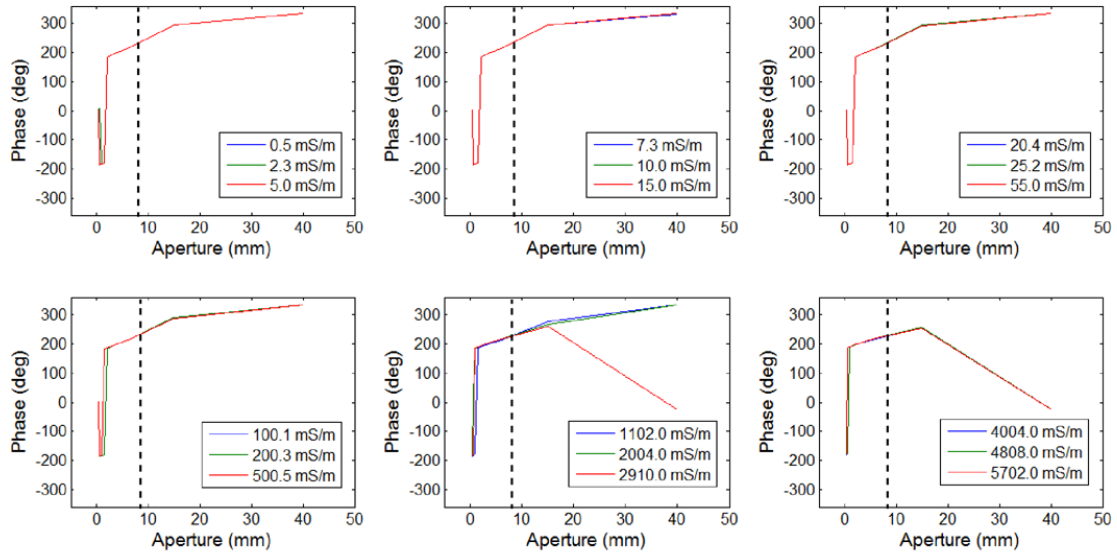 Phase (deg)
300
200
100
0
-100
-200
-300
0.5 mS/m
2.3 mS/m
5.0 mS/m
0 10 20 30 40 50
Aperture (mm)
Phase (deg)
300
200
100
0
-100
-200
-300
7.3 mS/m
10.0 mS/m
15.0 mS/m
0 10 20 30 40 50
Aperture (mm)
Phase (deg)
300
200
100
0
-100
-200
-300
20.4 mS/m
25.2 mS/m
55.0 mS/m
0 10 20 30 40 50
Aperture (mm)
Phase (deg)
300
200
100
0
-100
-200
-300
100.1 mS/m
200.3 mS/m
500.5 mS/m
0 10 20 30 40 50
Aperture (mm)
Phase (deg)
300
200
100
0
-100
-200
-300
1102.0 mS/m
2004.0 mS/m
2910.0 mS/m
0 10 20 30 40 50
Aperture (mm)
Phase (deg)
300
200
100
0
-100
-200
-300
4004.0 mS/m
4808.0 mS/m
5702.0 mS/m
0 10 20 30 40 50
Aperture (mm)